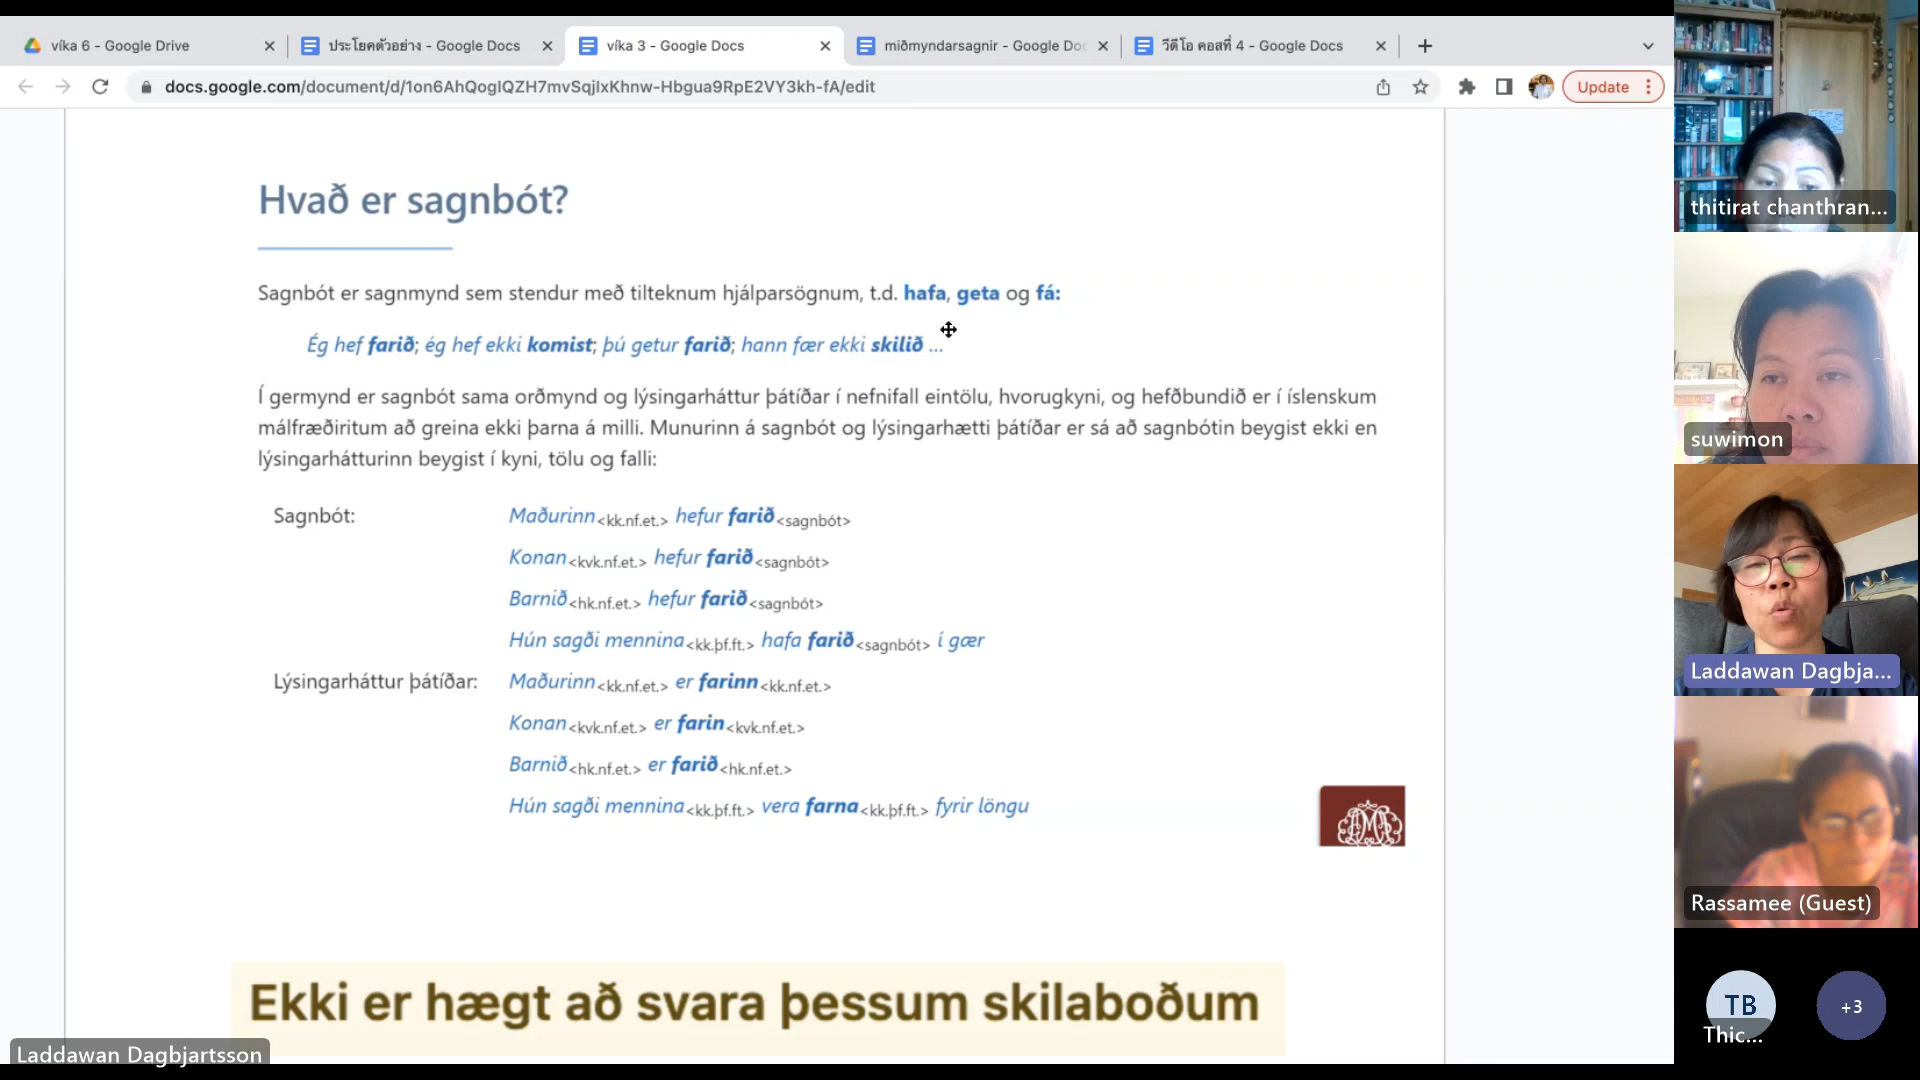 víka 6 - Google Drive
ประโยคตัวอย่าง - Google Docs
víka 3 - Google Docs
miðmyndarsagnir - Google Doc
วีดีโอ คอสที่ 4 - Google Docs
docs.google.com/document/d/1on6AhQogIQZH7mvSqjIxKhnw-Hbgua9RpE2VY3kh-fA/edit
Update
Hvað er sagnbót?
Sagnbót er sagnmynd sem stendur með tilteknum hjálparsögnum, t.d. hafa, geta og fá:
Ég hef farið; ég hef ekki komist; þú getur farið; hann fær ekki skilið ...
Í germynd er sagnbót sama orðmynd og lýsingarháttur þátíðar í nefnifall eintölu, hvorugkyni, og hefðbundið er í íslenskum
málfræðiritum að greina ekki þarna á milli. Munurinn á sagnbót og lýsingarhætti þátíðar er sá að sagnbótin beygist ekki en
lýsingarhátturinn beygist í kyni, tölu og falli:
Sagnbót: Maðurinn<kk.nf.et.> hefur farið<sagnbót>
Konan<kvk.nf.et.> hefur farið<sagnbót>
Barnið<hk.nf.et.> hefur farið<sagnbót>
Hún sagði mennina<kk.þf.ft.> hafa farið<sagnbót> í gær
Lýsingarháttur þátíðar: Maðurinn<kk.nf.et.> er farinn<kk.nf.et.>
Konan<kvk.nf.et.> er farin<kvk.nf.et.>
Barnið<hk.nf.et.> er farið<hk.nf.et.>
Hún sagði mennina<kk.þf.ft.> vera farna<kk.þf.ft.> fyrir löngu
Ekki er hægt að svara þessum skilaboðum
Laddawan Dagbjartsson
thitirat chanthran...
suwimon
Laddawan Dagbja...
Rassamee (Guest)
TB
Thic...
+3